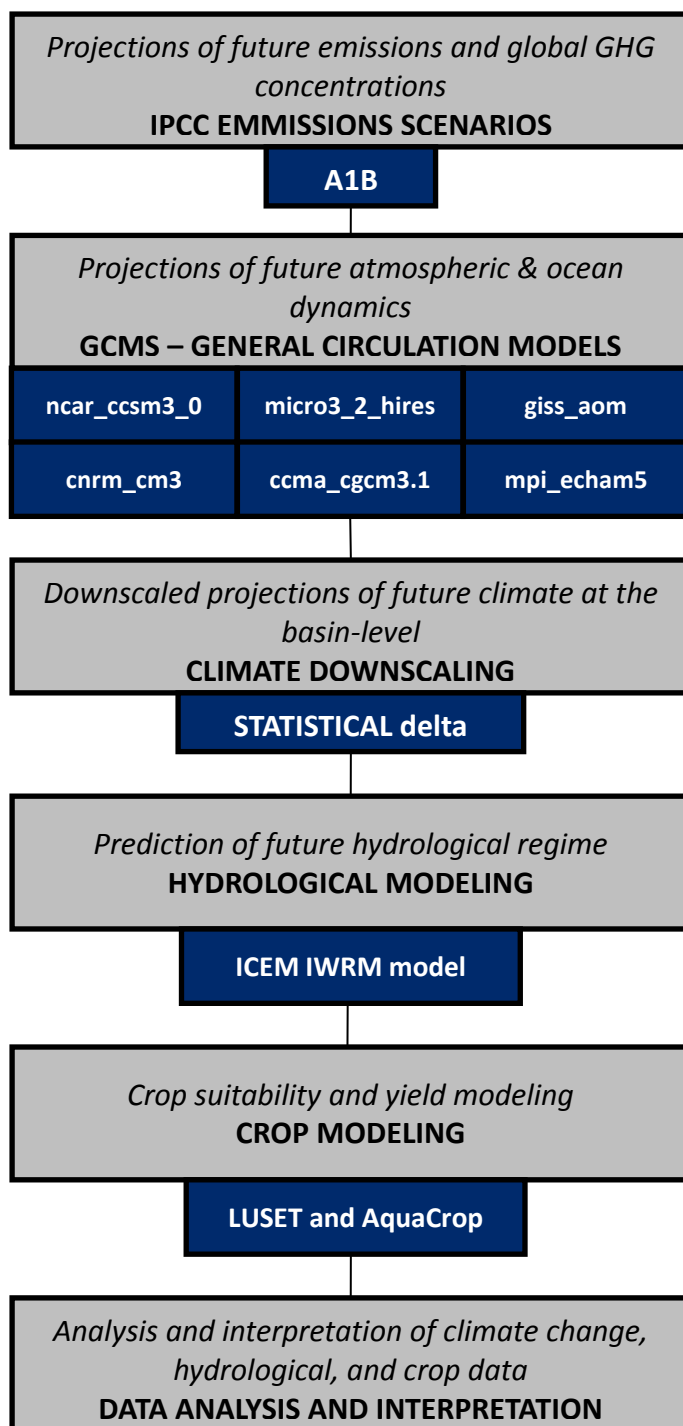 Projections of future emissions and global GHG
concentrations
IPCC EMMISSIONS SCENARIOS
A1B
Projections of future atmospheric & ocean
dynamics
GCMS – GENERAL CIRCULATION MODELS
ncar_ccsm3_0 micro3_2_hires giss_aom
cnrm_cm3 ccma_cgcm3.1 mpi_echam5
Downscaled projections of future climate at the
basin-level
CLIMATE DOWNSCALING
STATISTICAL delta
Prediction of future hydrological regime
HYDROLOGICAL MODELING
ICEM IWRM model
Crop suitability and yield modeling
CROP MODELING
LUSET and AquaCrop
Analysis and interpretation of climate change,
hydrological, and crop data
DATA ANALYSIS AND INTERPRETATION